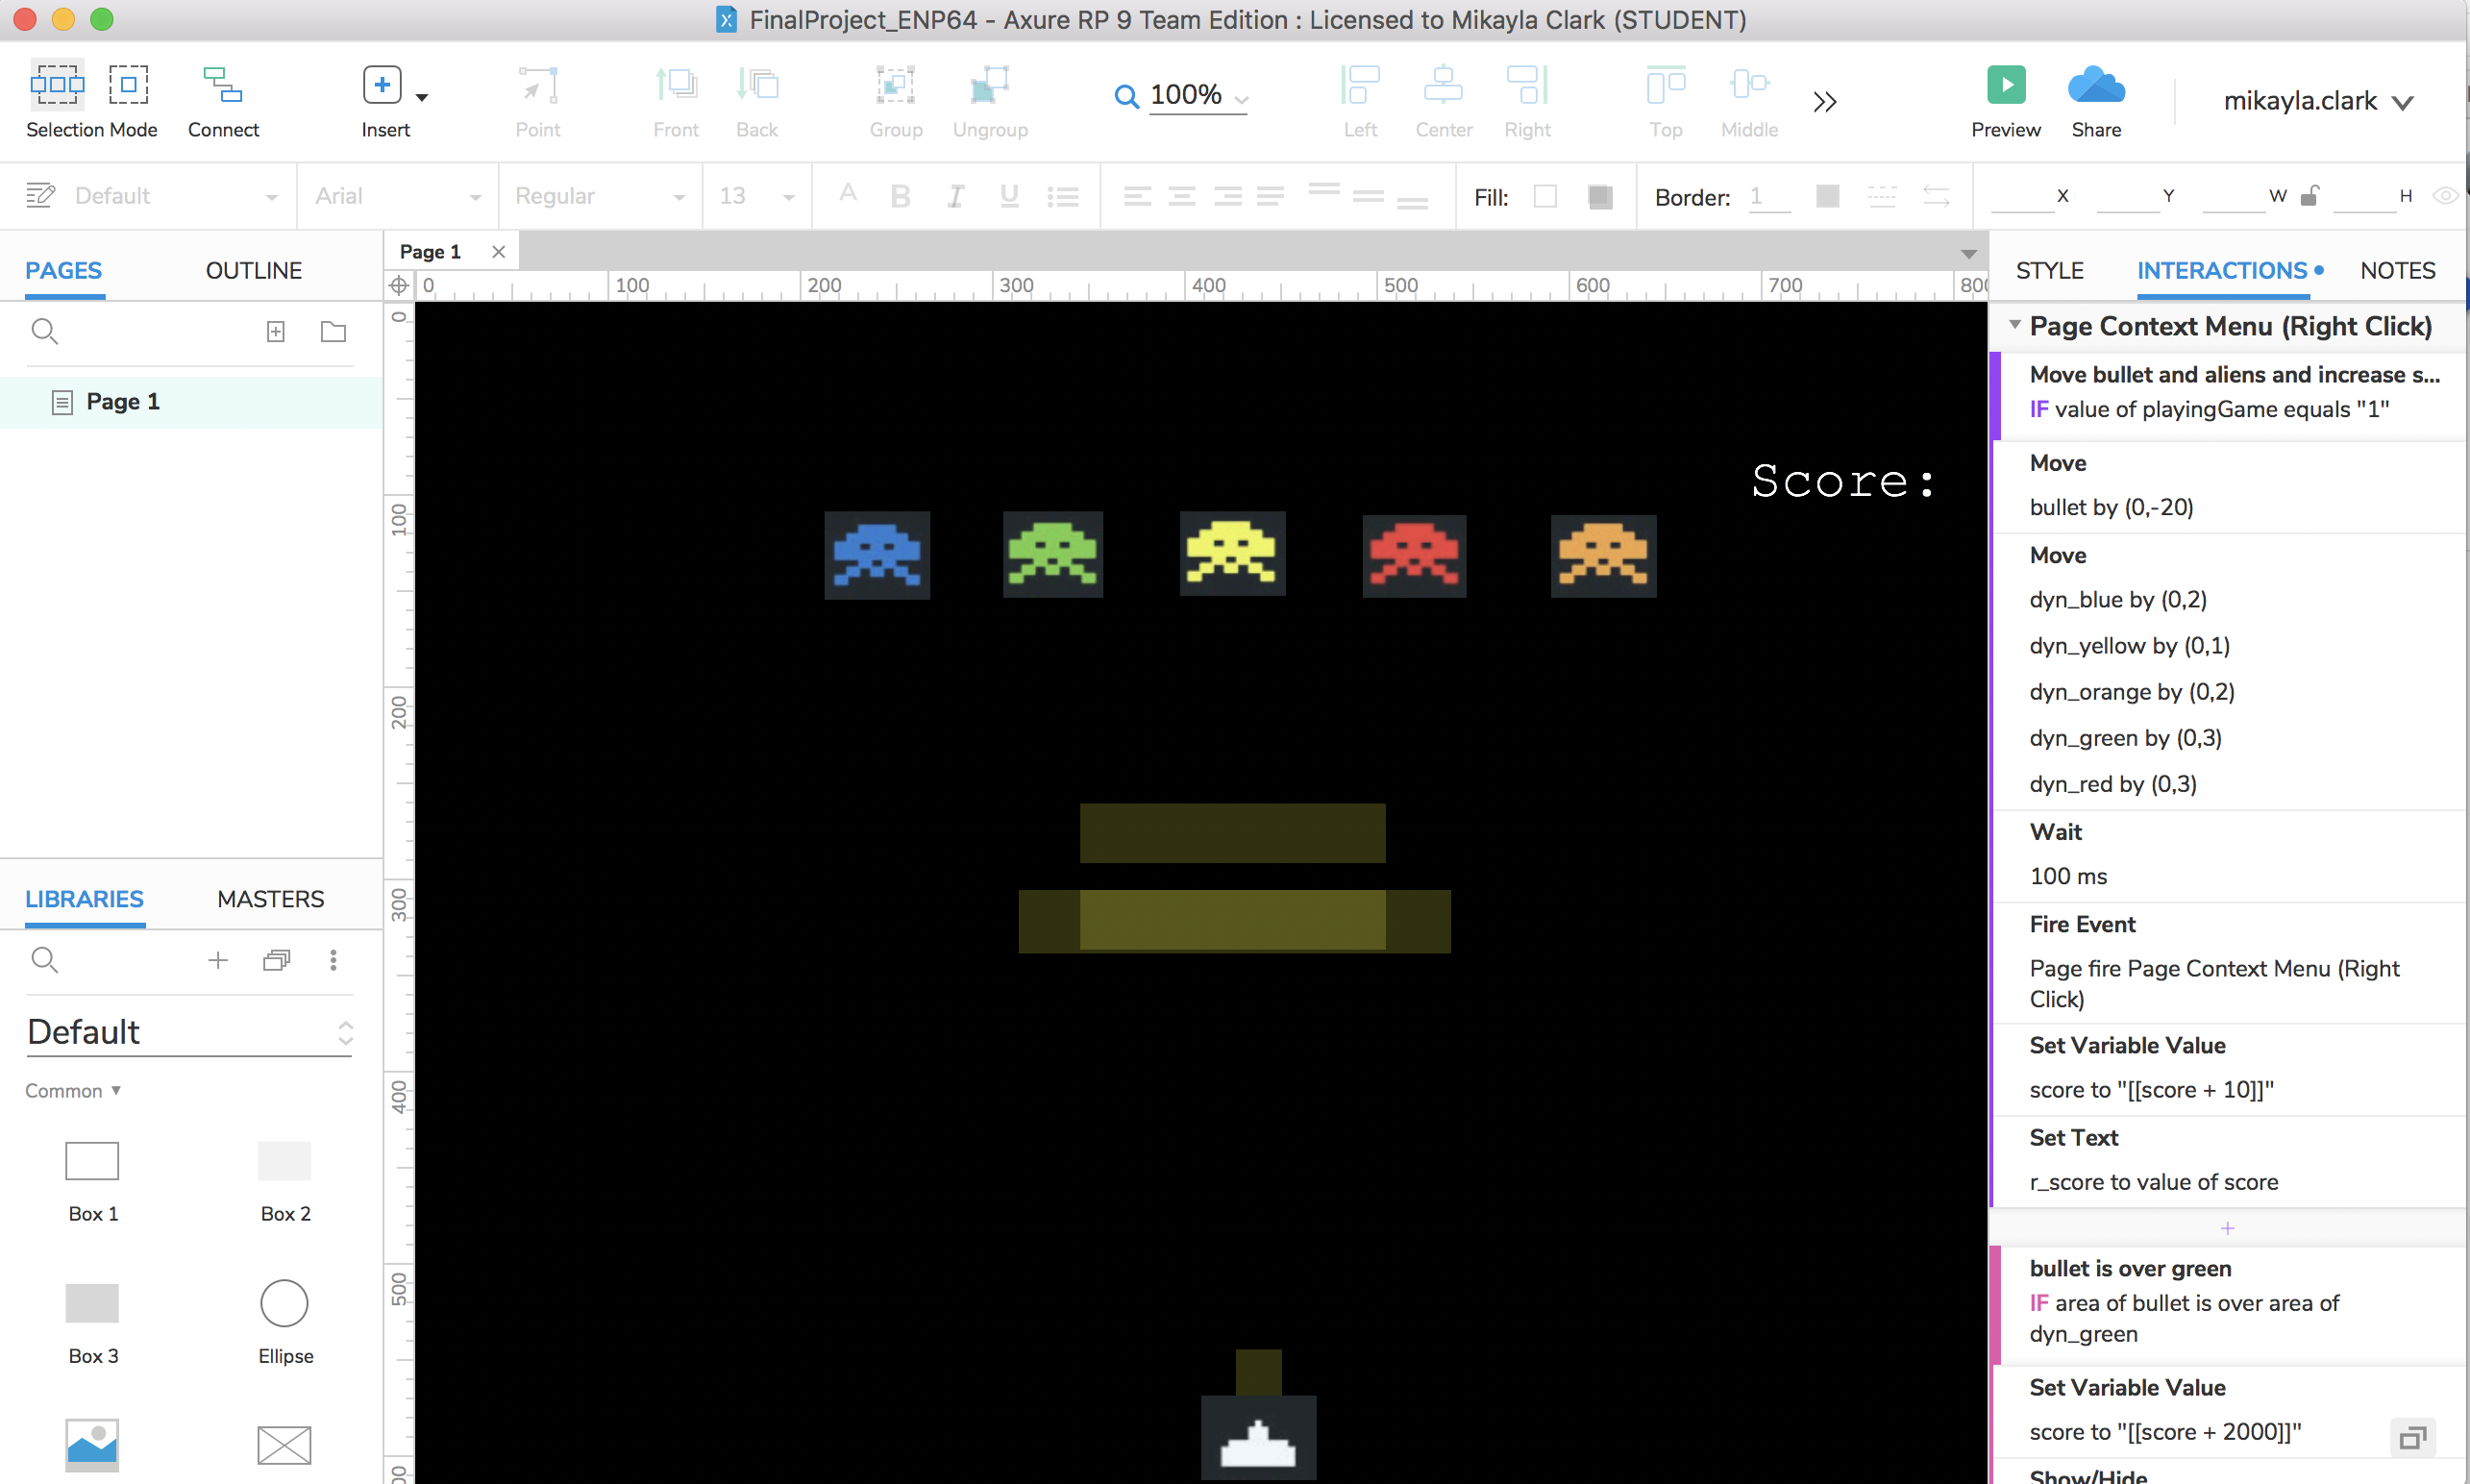 FinalProject_ENP64 - Axure RP 9 Team Edition : Licensed to Mikayla Clark (STUDENT)
Selection Mode Connect Insert Point Front Back Group Ungroup 100% Left Center Right Top Middle Preview Share mikayla.clark
Default Arial Regular 13 A B I U Fill: Border: 1 X Y W H
PAGES OUTLINE
Page 1
Page 1
LIBRARIES MASTERS
Default
Common
Box 1 Box 2
Box 3 Ellipse
0 100 200 300 400 500 600 700 800
0
100
200
300
400
500
Score:
STYLE INTERACTIONS NOTES
Page Context Menu (Right Click)
Move bullet and aliens and increase s...
IF value of playingGame equals "1"
Move
bullet by (0,-20)
Move
dyn_blue by (0,2)
dyn_yellow by (0,1)
dyn_orange by (0,2)
dyn_green by (0,3)
dyn_red by (0,3)
Wait
100 ms
Fire Event
Page fire Page Context Menu (Right
Click)
Set Variable Value
score to "[[score + 10]]"
Set Text
r_score to value of score
bullet is over green
IF area of bullet is over area of
dyn_green
Set Variable Value
score to "[[score + 2000]]"
Show/Hide